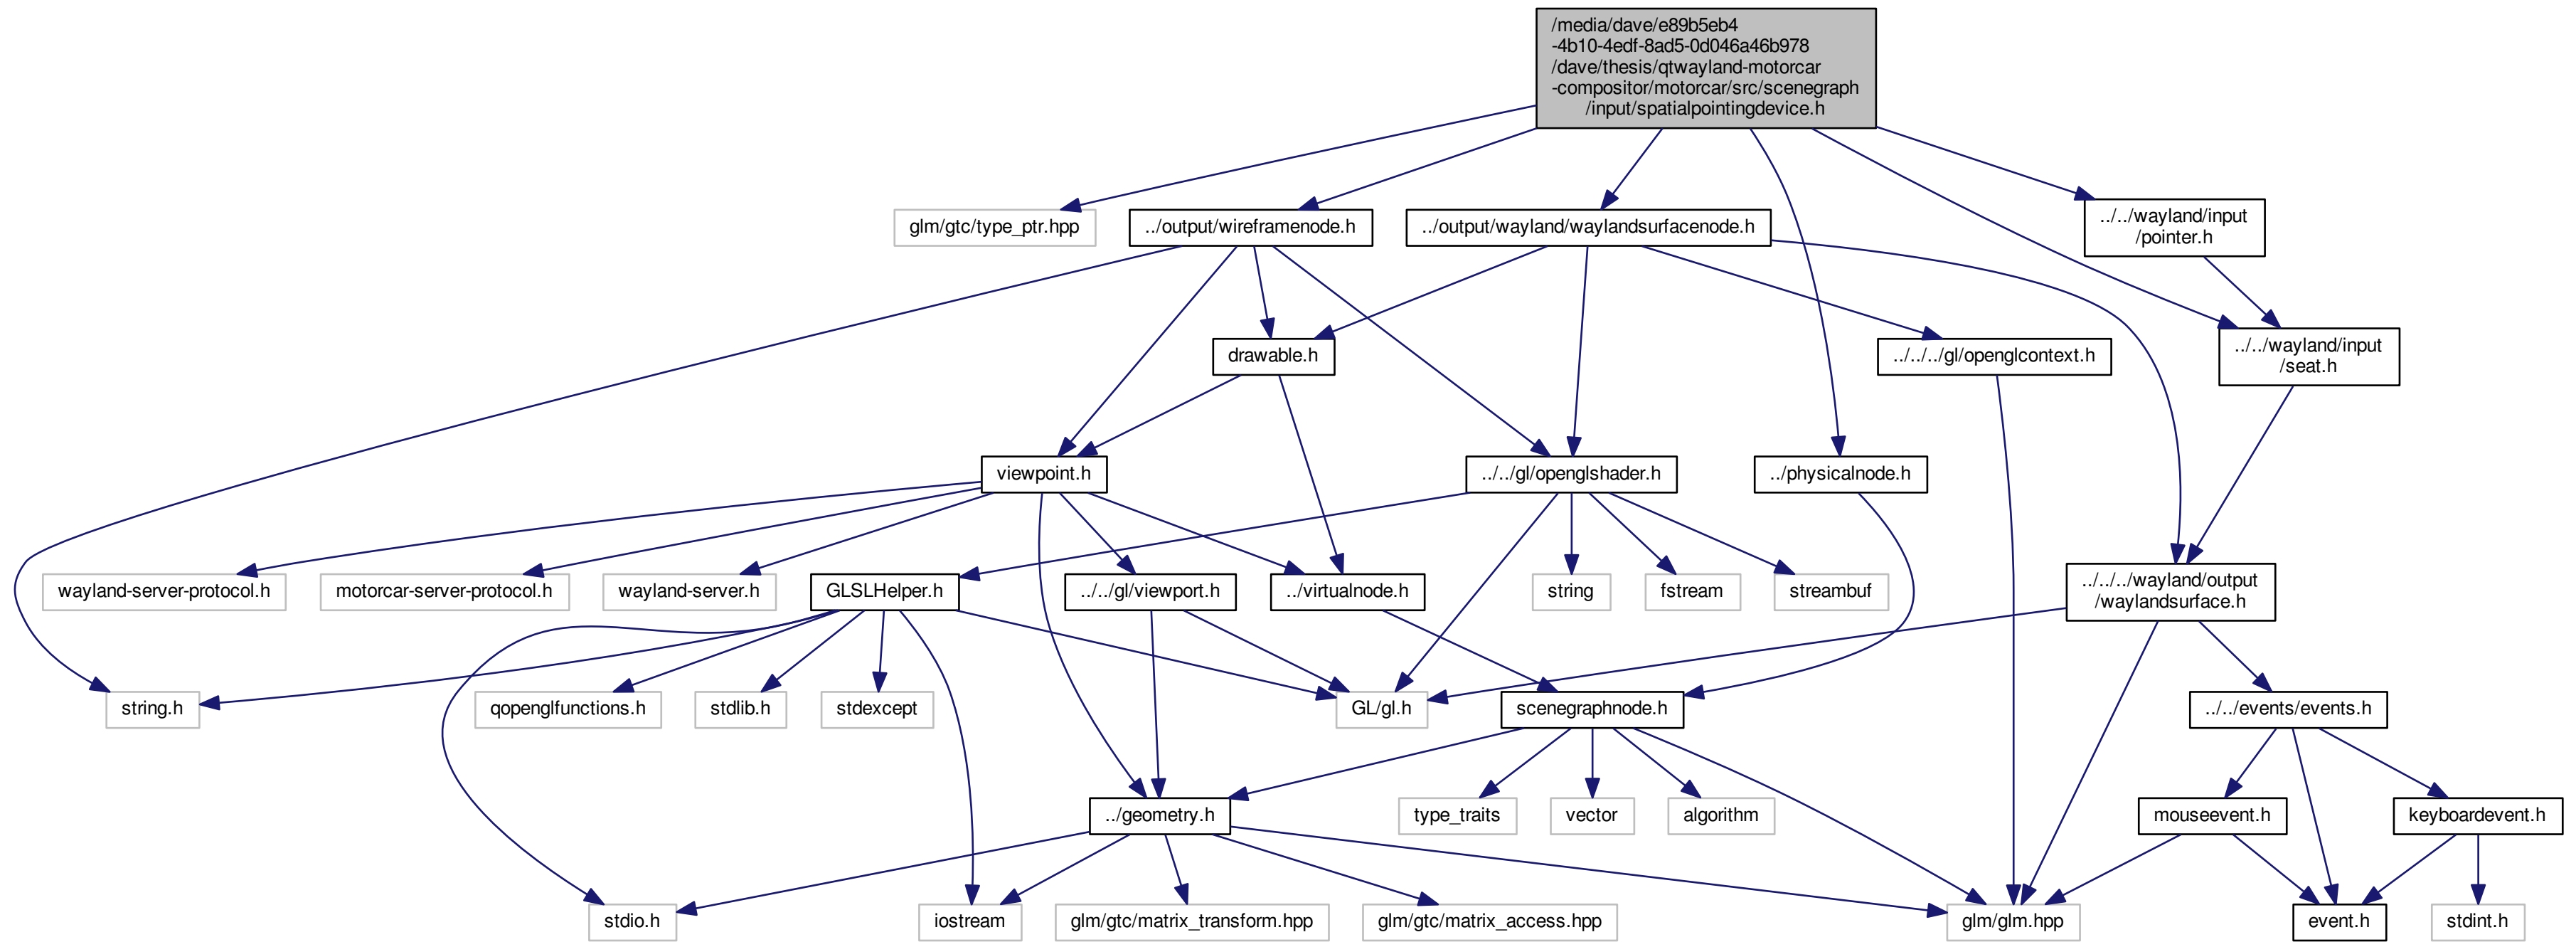 /media/dave/e89b5eb4
-4b10-4edf-8ad5-0d046a46b978
/dave/thesis/qtwayland-motorcar
-compositor/motorcar/src/scenegraph
/input/spatialpointingdevice.h
glm/gtc/type_ptr.hpp
../output/wireframenode.h
../output/wayland/waylandsurfacenode.h
../../wayland/input
/pointer.h
drawable.h
../../../gl/openglcontext.h
../../wayland/input
/seat.h
viewpoint.h
../../gl/openglshader.h
../physicalnode.h
wayland-server-protocol.h
motorcar-server-protocol.h
wayland-server.h
GLSLHelper.h
../../gl/viewport.h
../virtualnode.h
string
fstream
streambuf
../../../wayland/output
/waylandsurface.h
string.h
qopenglfunctions.h
stdlib.h
stdexcept
GL/gl.h
scenegraphnode.h
../../events/events.h
../geometry.h
type_traits
vector
algorithm
mouseevent.h
keyboardevent.h
stdio.h
iostream
glm/gtc/matrix_transform.hpp
glm/gtc/matrix_access.hpp
glm/glm.hpp
event.h
stdint.h